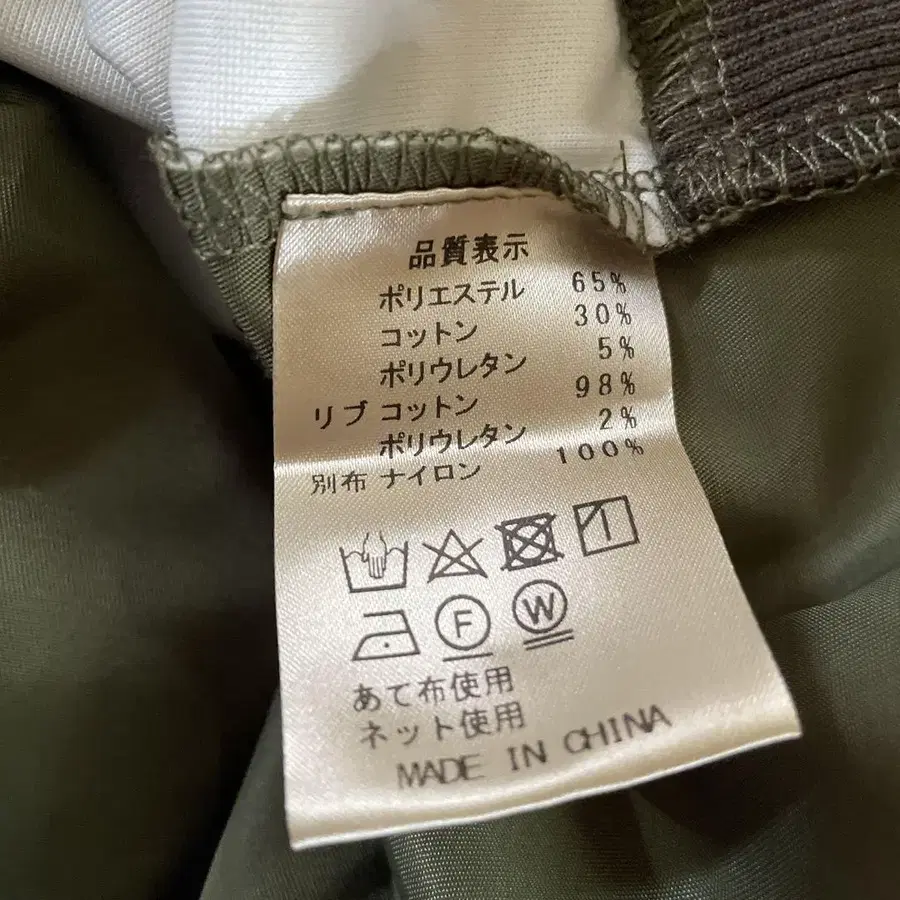 品質表示
ポリエステル 65%
コットン 30%
ポリウレタン 5%
リブ コットン 98%
ポリウレタン 2%
別布 ナイロン 100%
F W
あて布使用
ネット使用
MADE IN CHINA